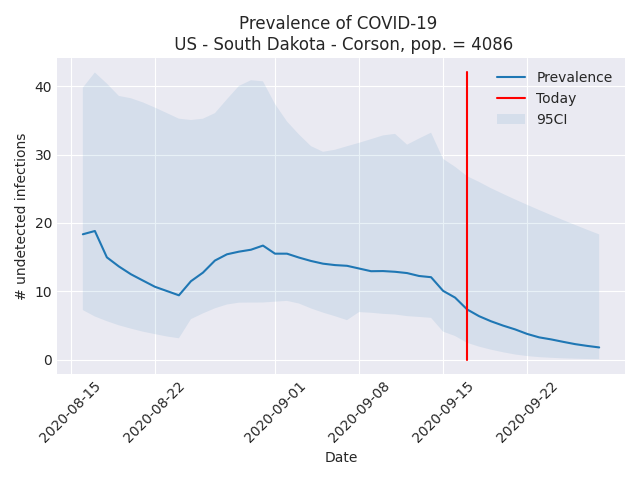 Prevalence of COVID-19
US - South Dakota - Corson, pop. = 4086
Prevalence
Today
95CI
# undetected infections
40
30
20
10
0
2020-08-15
2020-08-22
2020-09-01
2020-09-08
2020-09-15
2020-09-22
Date